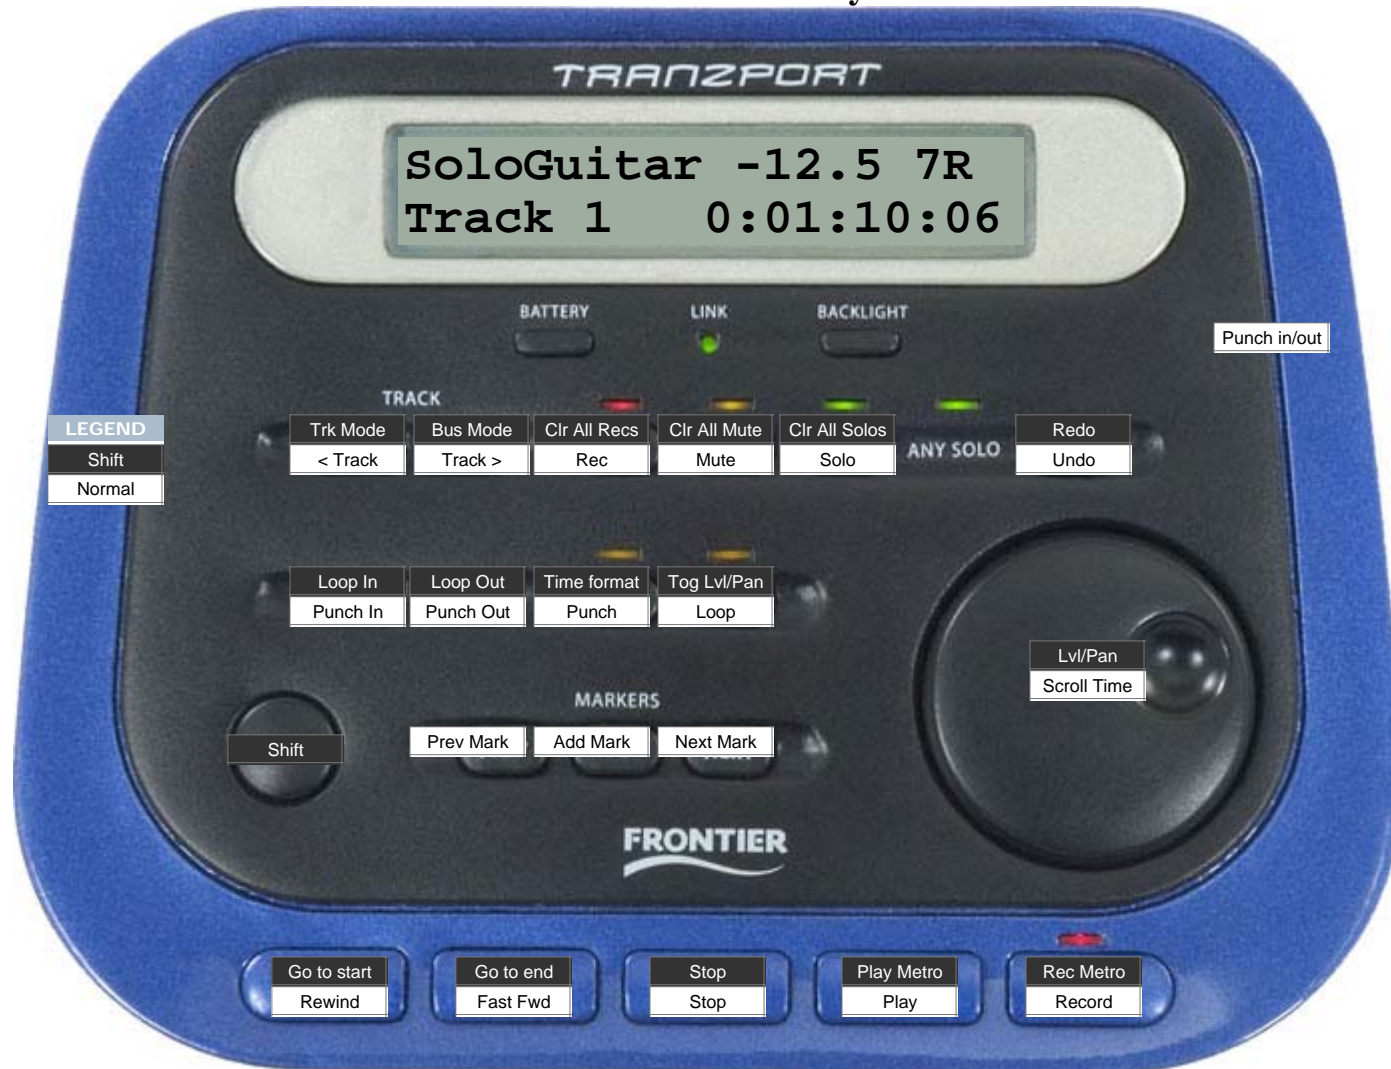 TRANZPORT
SoloGuitar -12.5 7R
Track 1 0:01:10:06
BATTERY LINK BACKLIGHT
Punch in/out
TRACK
LEGEND
Shift
Normal
Trk Mode Bus Mode Clr All Recs Clr All Mute Clr All Solos Redo
< Track Track > Rec Mute Solo ANY SOLO Undo
Loop In Loop Out Time format Tog Lvl/Pan
Punch In Punch Out Punch Loop
Lvl/Pan
Scroll Time
MARKERS
Shift Prev Mark Add Mark Next Mark
FRONTIER
Go to start Go to end Stop Play Metro Rec Metro
Rewind Fast Fwd Stop Play Record